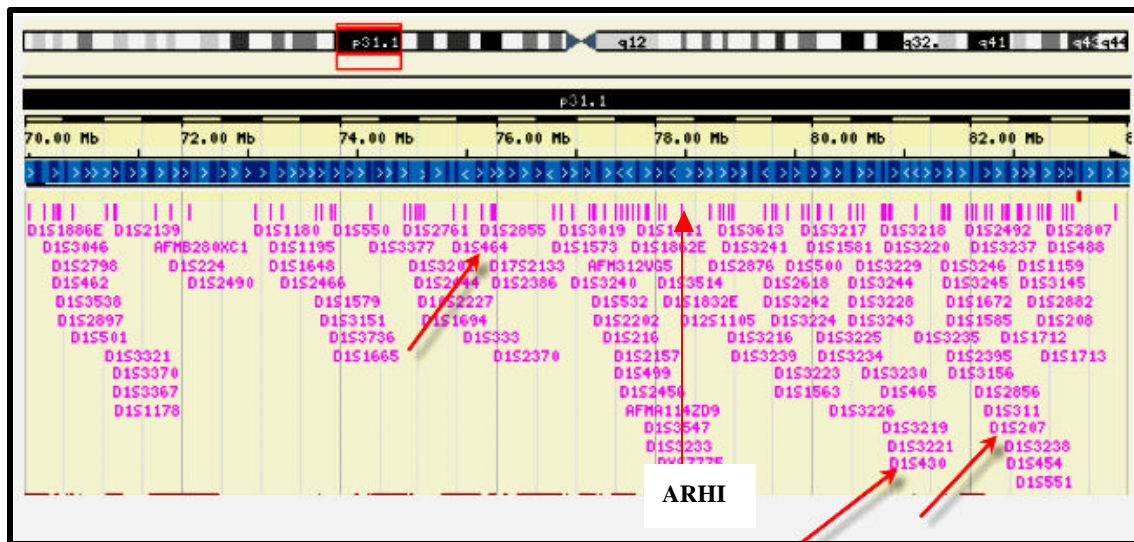 p31.1 q12 q32. q41 q44
p31.1
70.00 Mb 72.00 Mb 74.00 Mb 76.00 Mb 78.00 Mb 80.00 Mb 82.00 Mb 8
D1S1886E D1S2139 D1S1180 D1S550 D1S2761 D1S2855 D1S3019 D1S3613 D1S3217 D1S3218 D1S2492 D1S2807
D1S3046 AFMB280XC1 D1S1195 D1S3377 D1S464 D1S1573 D1S1862E D1S3241 D1S1581 D1S3220 D1S3237 D1S488
D1S2798 D1S224 D1S1648 D17S2133 AFM312VG5 D1S2876 D1S500 D1S3229 D1S3246 D1S1159
D1S462 D1S2490 D1S2466 D1S2386 D1S3240 D1S3514 D1S2618 D1S3244 D1S3245 D1S3145
D1S3538 D1S1579 D1S2227 D1S532 D1S1832E D1S3242 D1S3228 D1S1672 D1S2882
D1S2897 D1S3151 D1S1694 D1S2202 D12S1105 D1S3224 D1S3243 D1S1585 D1S208
D1S501 D1S3736 D1S333 D1S216 D1S3216 D1S3225 D1S3235 D1S1712
D1S3321 D1S1665 D1S2370 D1S2157 D1S3239 D1S3234 D1S2395 D1S1713
D1S3370 D1S499 D1S3223 D1S3230 D1S3156
D1S3367 D1S2456 D1S1563 D1S465 D1S2856
D1S1178 AFMA114ZD9 D1S3226 D1S311
D1S3547 D1S3219 D1S207
D1S3233 D1S3221 D1S3238
D1S430 D1S454
D1S551
ARHI